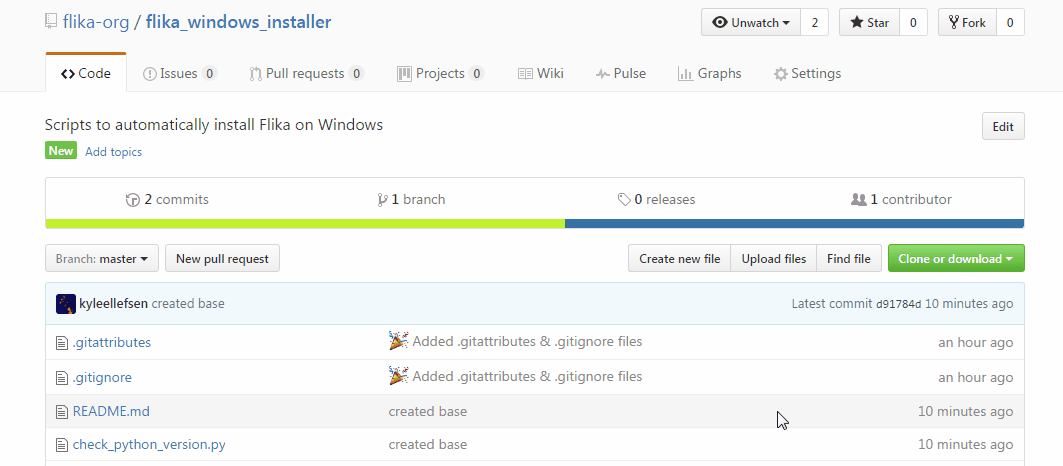 flika-org / flika_windows_installer Unwatch 2 Star 0 Fork 0
Code Issues 0 Pull requests 0 Projects 0 Wiki Pulse Graphs Settings
Scripts to automatically install Flika on Windows Edit
New Add topics
2 commits 1 branch 0 releases 1 contributor
Branch: master New pull request Create new file Upload files Find file Clone or download
kyleellefsen created base Latest commit d91784d 10 minutes ago
.gitattributes Added .gitattributes & .gitignore files an hour ago
.gitignore Added .gitattributes & .gitignore files an hour ago
README.md created base 10 minutes ago
check_python_version.py created base 10 minutes ago